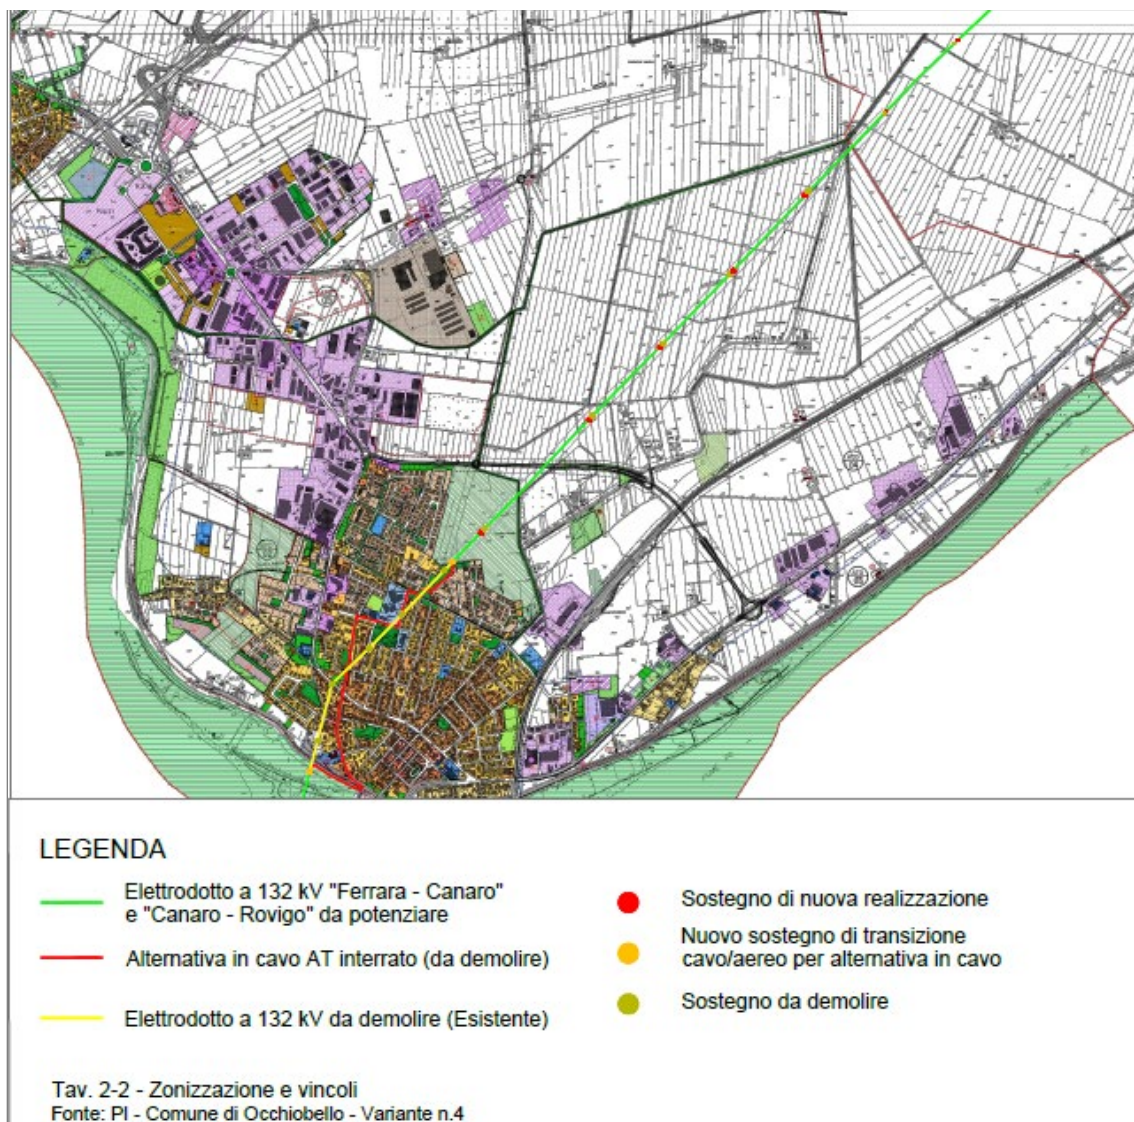 LEGENDA
Elettrodotto a 132 kV "Ferrara - Canaro"
e "Canaro - Rovigo" da potenziare
Alternativa in cavo AT interrato (da demolire)
Elettrodotto a 132 kV da demolire (Esistente)
Sostegno di nuova realizzazione
Nuovo sostegno di transizione
cavo/aereo per alternativa in cavo
Sostegno da demolire
Tav. 2-2 - Zonizzazione e vincoli
Fonte: PI - Comune di Occhiobello - Variante n.4